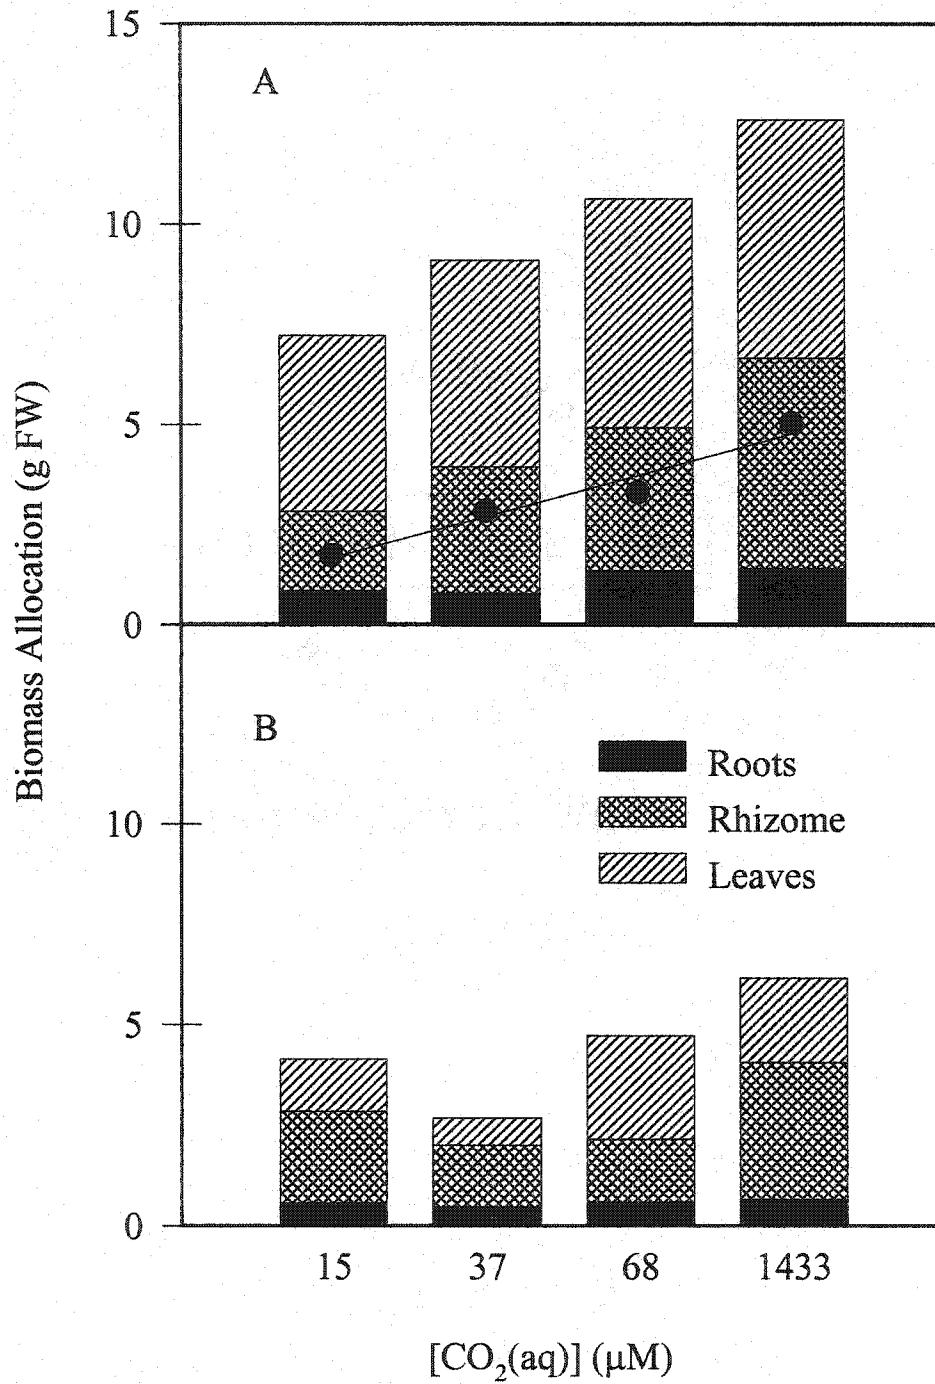 15
A
10
5
0
Biomass Allocation (g FW)
B
Roots
Rhizome
Leaves
10
5
0
15 37 68 1433
[CO₂(aq)] (µM)